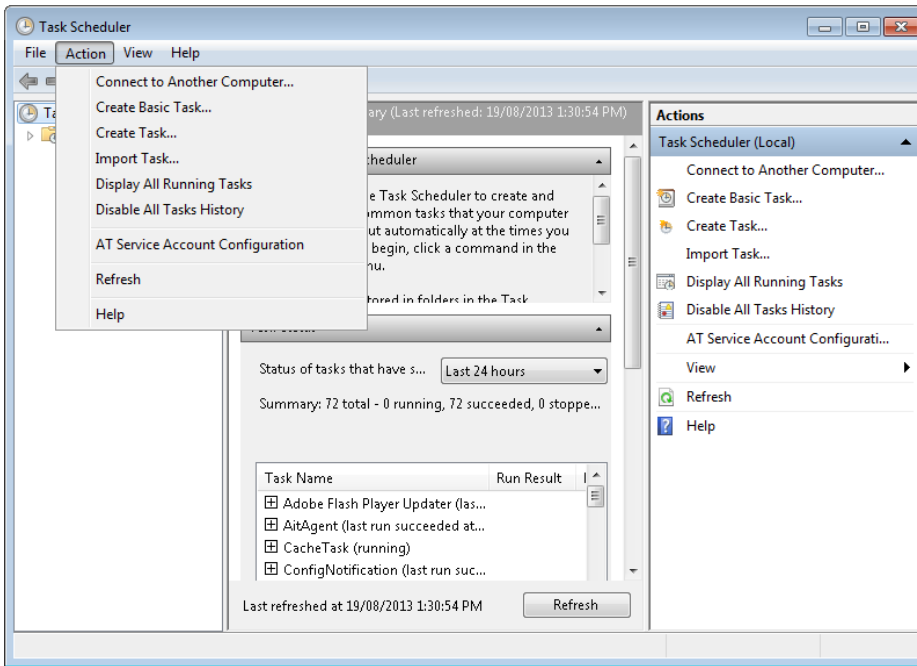 Task Scheduler
File Action View Help
Connect to Another Computer...
Create Basic Task...
Create Task...
Import Task...
Display All Running Tasks
Disable All Tasks History
AT Service Account Configuration
Refresh
Help
(Last refreshed: 19/08/2013 1:30:54 PM)
e Task Scheduler to create and
tasks that your computer
automatically at the times you
begin, click a command in the
in folders in the Task
Status of tasks that have s... Last 24 hours
Summary: 72 total - 0 running, 72 succeeded, 0 stoppe...
Task Name Run Result
Adobe Flash Player Updater (las...
AitAgent (last run succeeded at...
CacheTask (running)
ConfigNotification (last run suc...
Last refreshed at 19/08/2013 1:30:54 PM Refresh
Actions
Task Scheduler (Local)
Connect to Another Computer...
Create Basic Task...
Create Task...
Import Task...
Display All Running Tasks
Disable All Tasks History
AT Service Account Configurati...
View
Refresh
Help